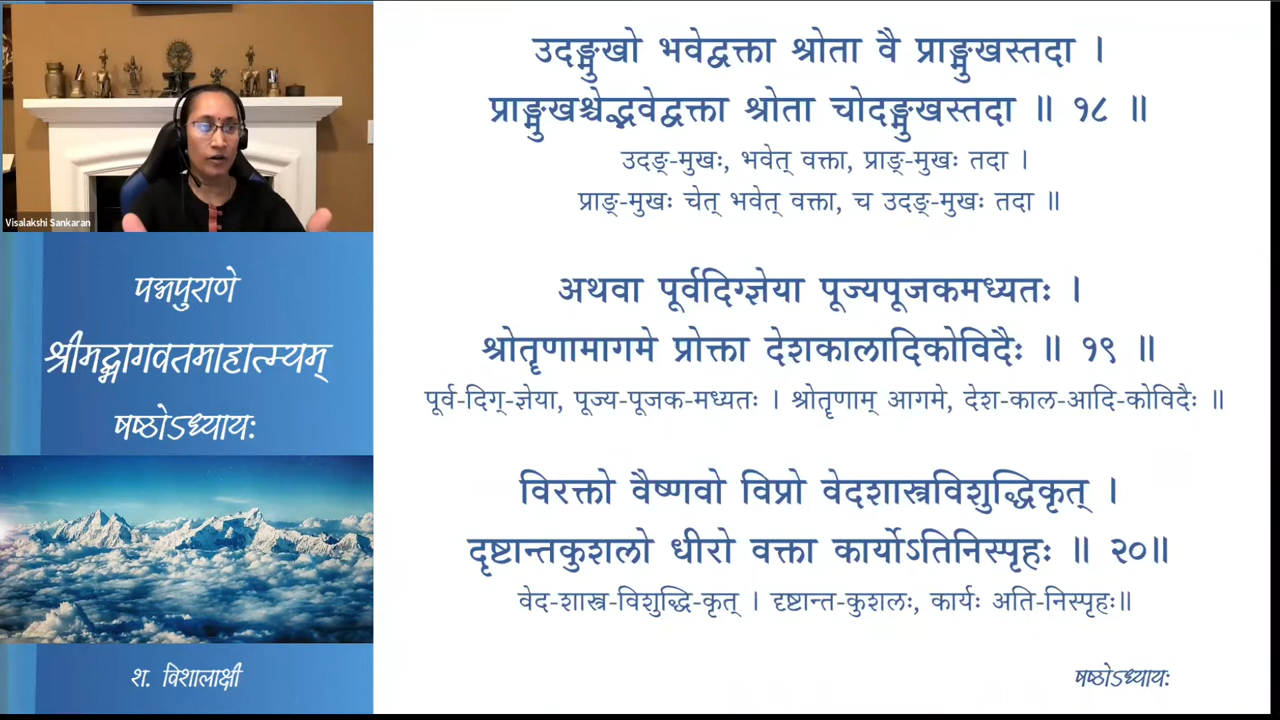 Visalakshi Sankaran
पद्मपुराणे
श्रीमद्भागवतमाहात्म्यम्
षष्ठोऽध्यायः
श. विशालाक्षी
उदङ्मुखो भवेद्वक्ता श्रोता वै प्राङ्मुखस्तदा ।
प्राङ्मुखश्चेद्भवेद्वक्ता श्रोता चोदङ्मुखस्तदा ॥ १८ ॥
उदङ्-मुखः, भवेत् वक्ता, प्राङ्-मुखः तदा ।
प्राङ्-मुखः चेत् भवेत् वक्ता, च उदङ्-मुखः तदा ॥
अथवा पूर्वदिग्ज्ञेया पूज्यपूजकमध्यतः ।
श्रोतॄणामागमे प्रोक्ता देशकालादिकोविदैः ॥ १९ ॥
पूर्व-दिग्-ज्ञेया, पूज्य-पूजक-मध्यतः । श्रोतॄणाम् आगमे, देश-काल-आदि-कोविदैः ॥
विरक्तो वैष्णवो विप्रो वेदशास्त्रविशुद्धिकृत् ।
दृष्टान्तकुशलो धीरो वक्ता कार्योऽतिनिस्पृहः ॥ २०॥
वेद-शास्त्र-विशुद्धि-कृत् । दृष्टान्त-कुशलः, कार्यः अति-निस्पृहः॥
षष्ठोऽध्यायः